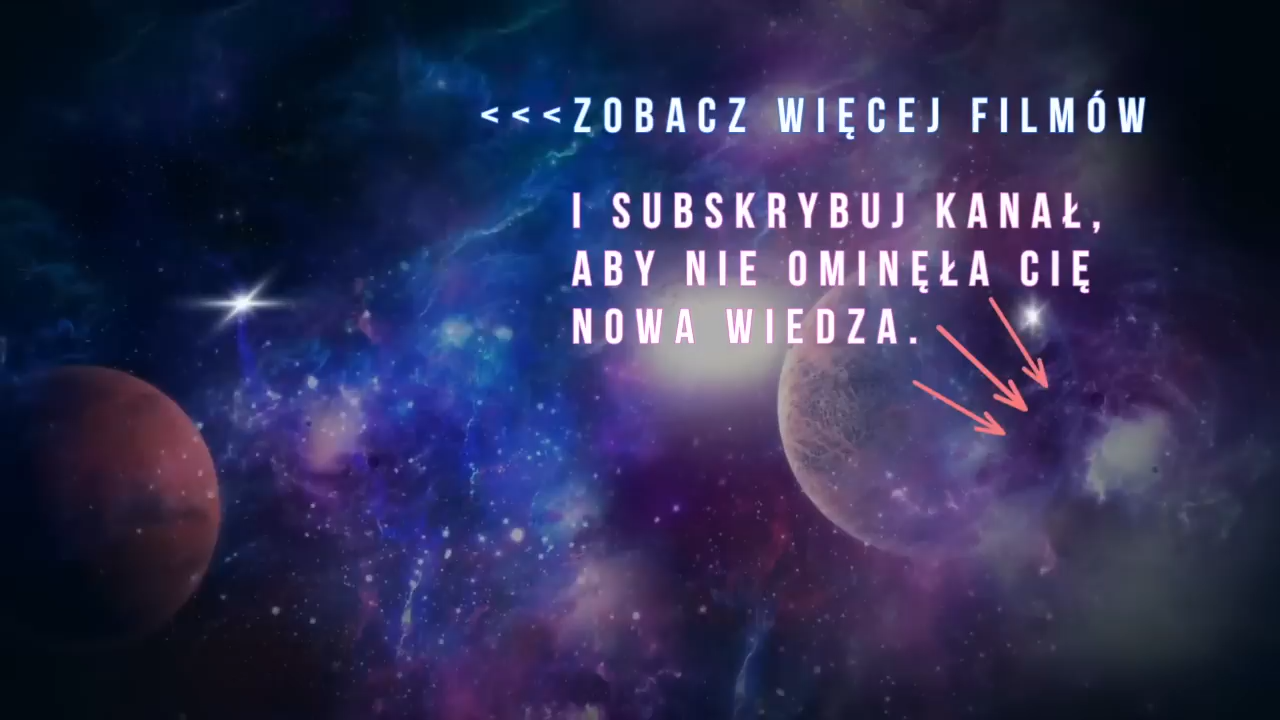 <<<ZOBACZ WIĘCEJ FILMÓW
I SUBSKRYBUJ KANAŁ,
ABY NIE OMINĘŁA CIĘ
NOWA WIEDZA.